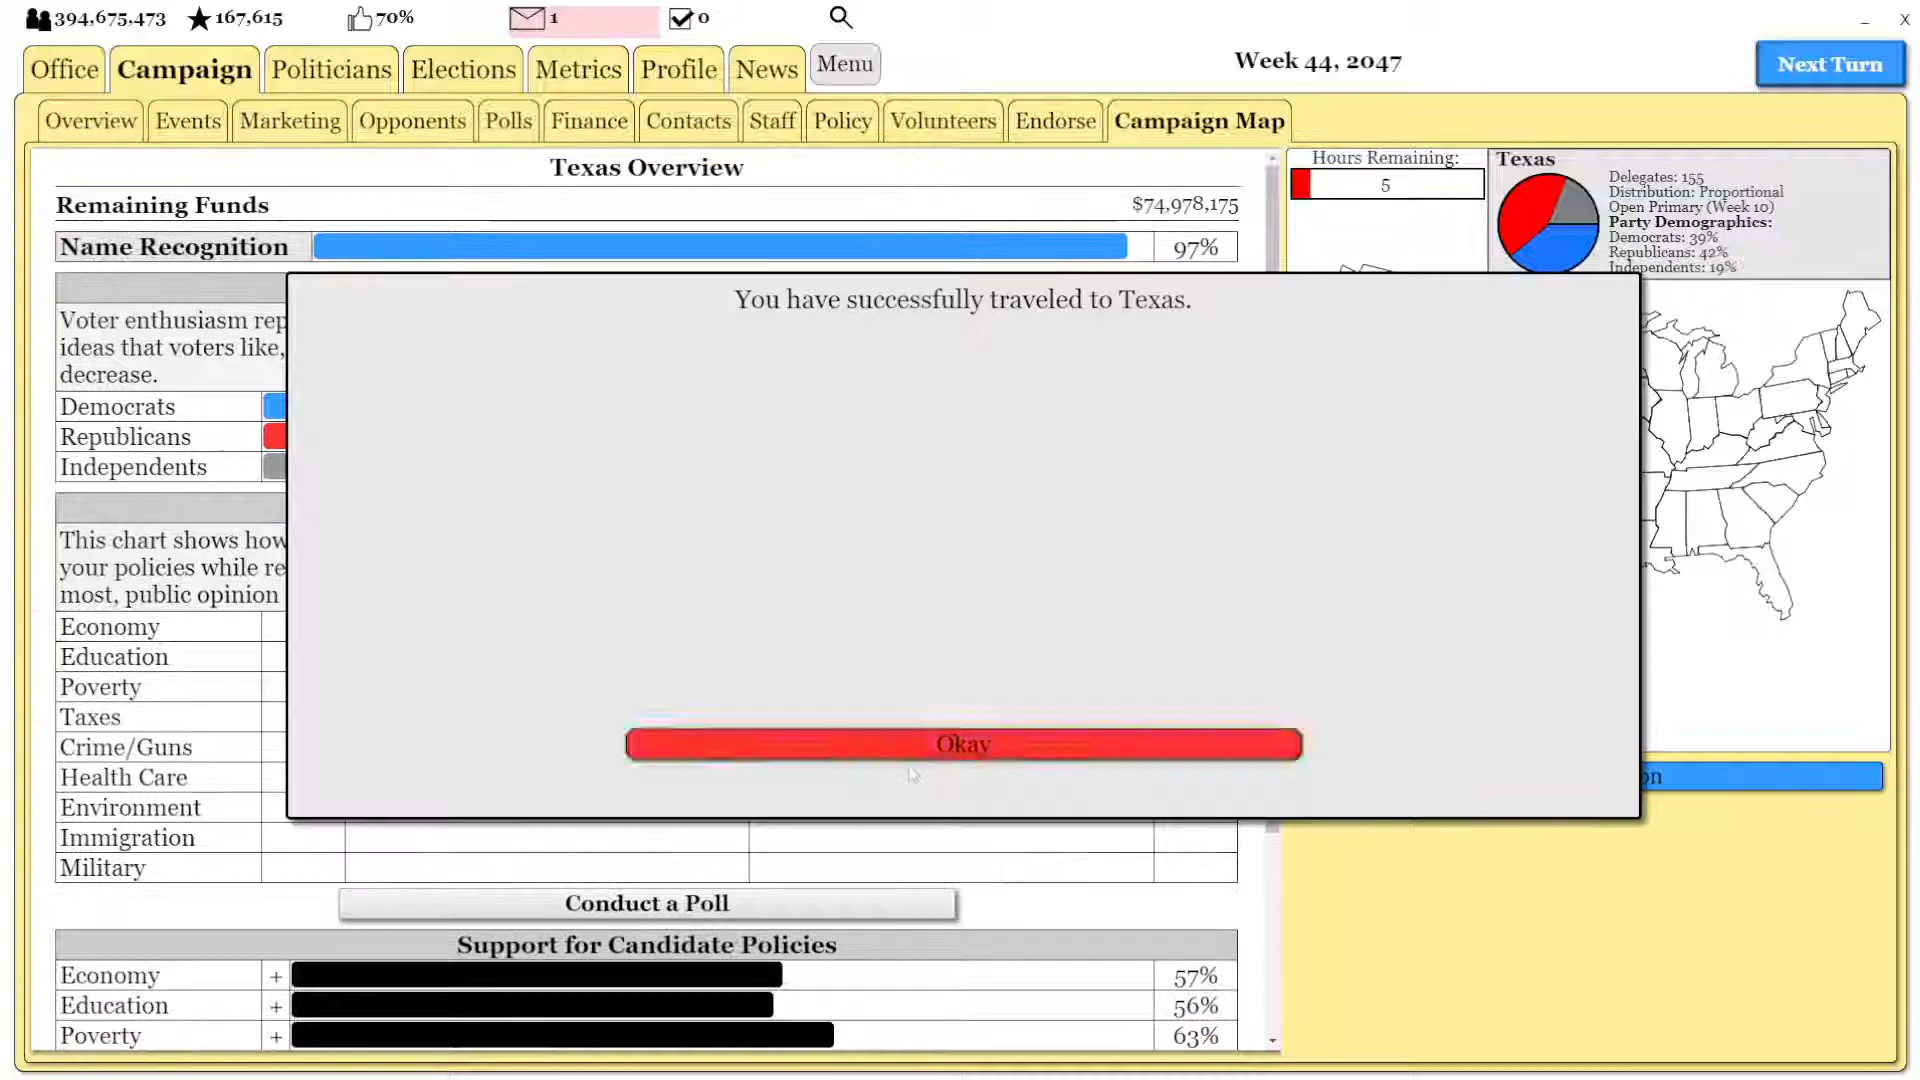 394,675,473 167,615 70% 1 0
_ X
Office Campaign Politicians Elections Metrics Profile News Menu
Week 44, 2047
Next Turn
Overview Events Marketing Opponents Polls Finance Contacts Staff Policy Volunteers Endorse Campaign Map
Texas Overview
Remaining Funds $74,978,175
Name Recognition 97%
Hours Remaining:
5
Texas
Delegates: 155
Distribution: Proportional
Open Primary (Week 10)
Party Demographics:
Democrats: 39%
Republicans: 42%
Independents: 19%
You have successfully traveled to Texas.
Okay
Voter enthusiasm rep
ideas that voters like,
decrease.
Democrats
Republicans
Independents
This chart shows how
your policies while re
most, public opinion
Economy
Education
Poverty
Taxes
Crime/Guns
Health Care
Environment
Immigration
Military
on
Conduct a Poll
Support for Candidate Policies
Economy + 57%
Education + 56%
Poverty + 63%